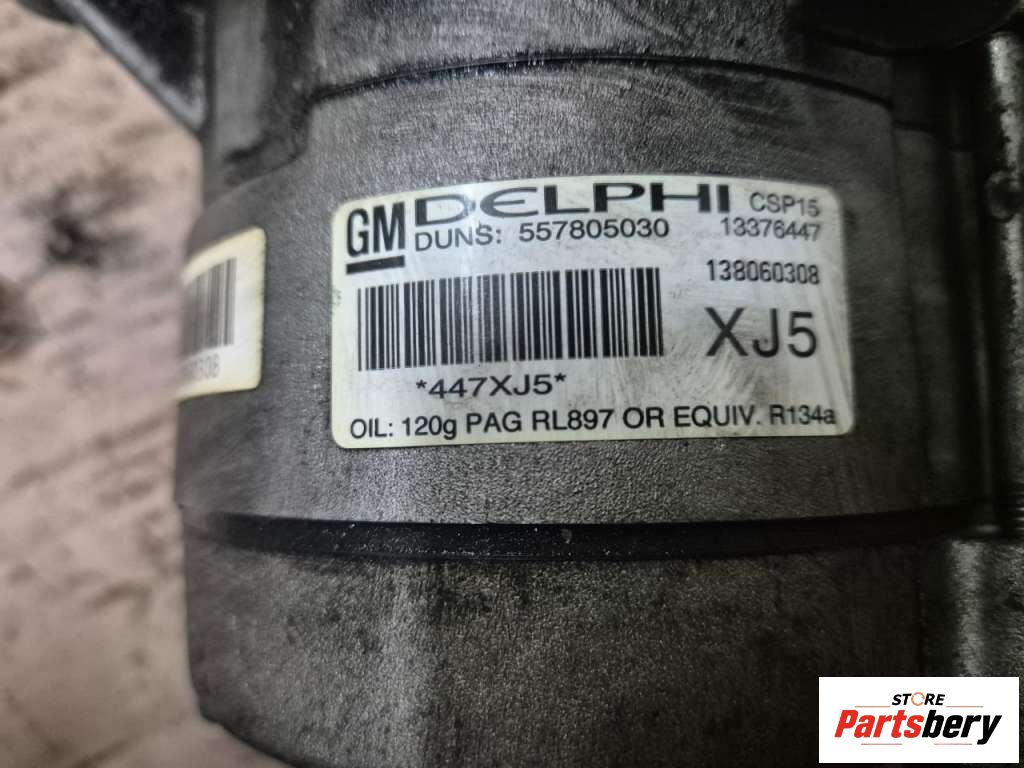 GM DELPHI CSP15
DUNS: 557805030 13376447
138060308
XJ5
*447XJ5*
OIL: 120g PAG RL897 OR EQUIV. R134a
STORE
Partsbery